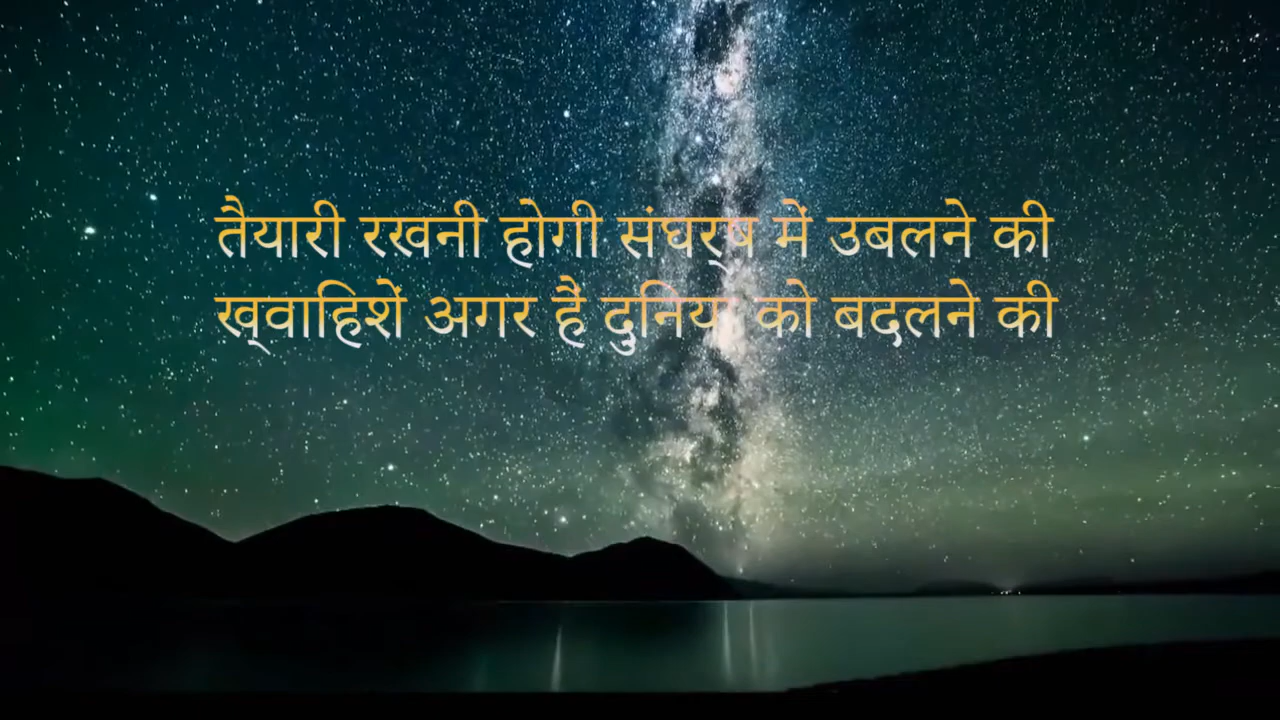 तैयारी रखनी होगी संघर्ष में उबलने की
ख्वाहिशें अगर हैं दुनिया को बदलने की